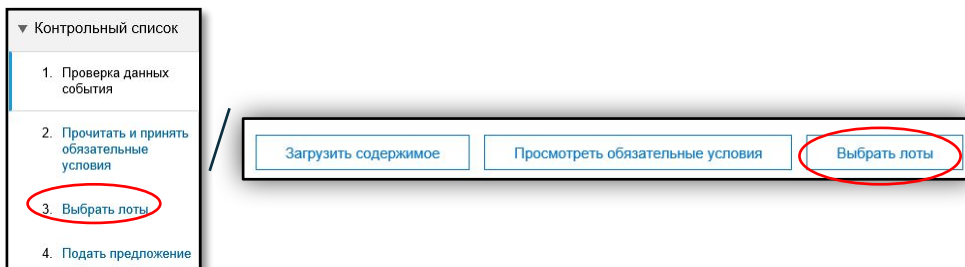 ▼ Контрольный список
1. Проверка данных
события
2. Прочитать и принять
обязательные
условия
3. Выбрать лоты
4. Подать предложение
Загрузить содержимое
Просмотреть обязательные условия
Выбрать лоты